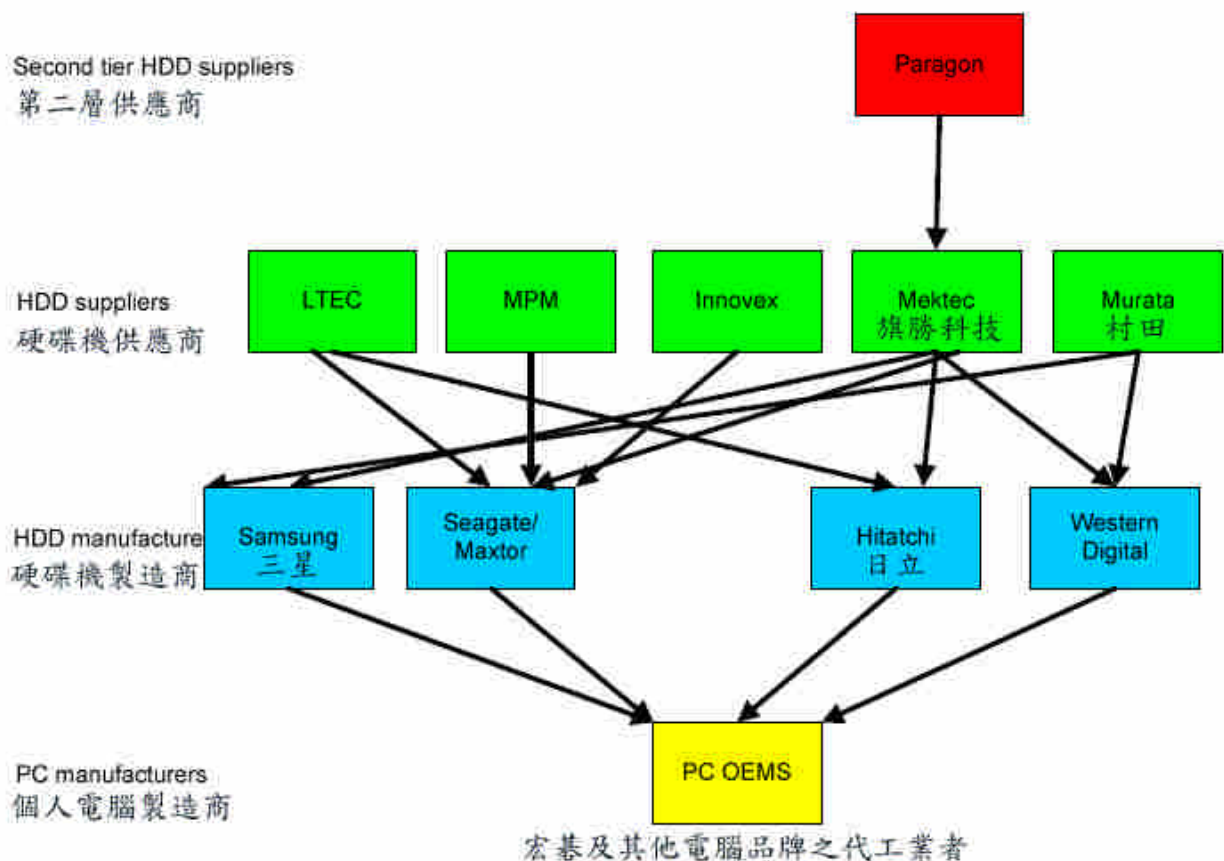 Second tier HDD suppliers
第二層供應商
Paragon
HDD suppliers
硬碟機供應商
LTEC
MPM
Innovex
Mektec
旗勝科技
Murata
村田
HDD manufacture
硬碟機製造商
Samsung
三星
Seagate/
Maxtor
Hitatchi
日立
Western
Digital
PC manufacturers
個人電腦製造商
PC OEMS
宏碁及其他電腦品牌之代工業者